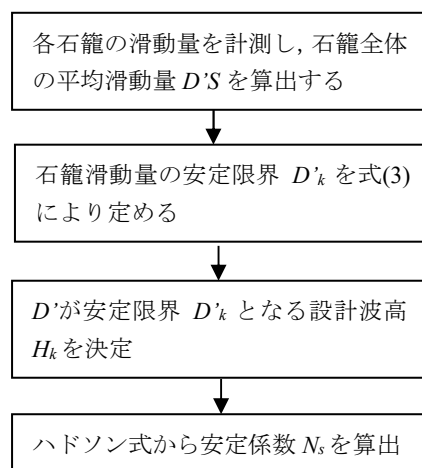 各石籠の滑動量を計測し, 石籠全体
の平均滑動量 D’S を算出する
石籠滑動量の安定限界 D’k を式(3)
により定める
D’が安定限界 D’k となる設計波高
Hk を決定
ハドソン式から安定係数 Ns を算出